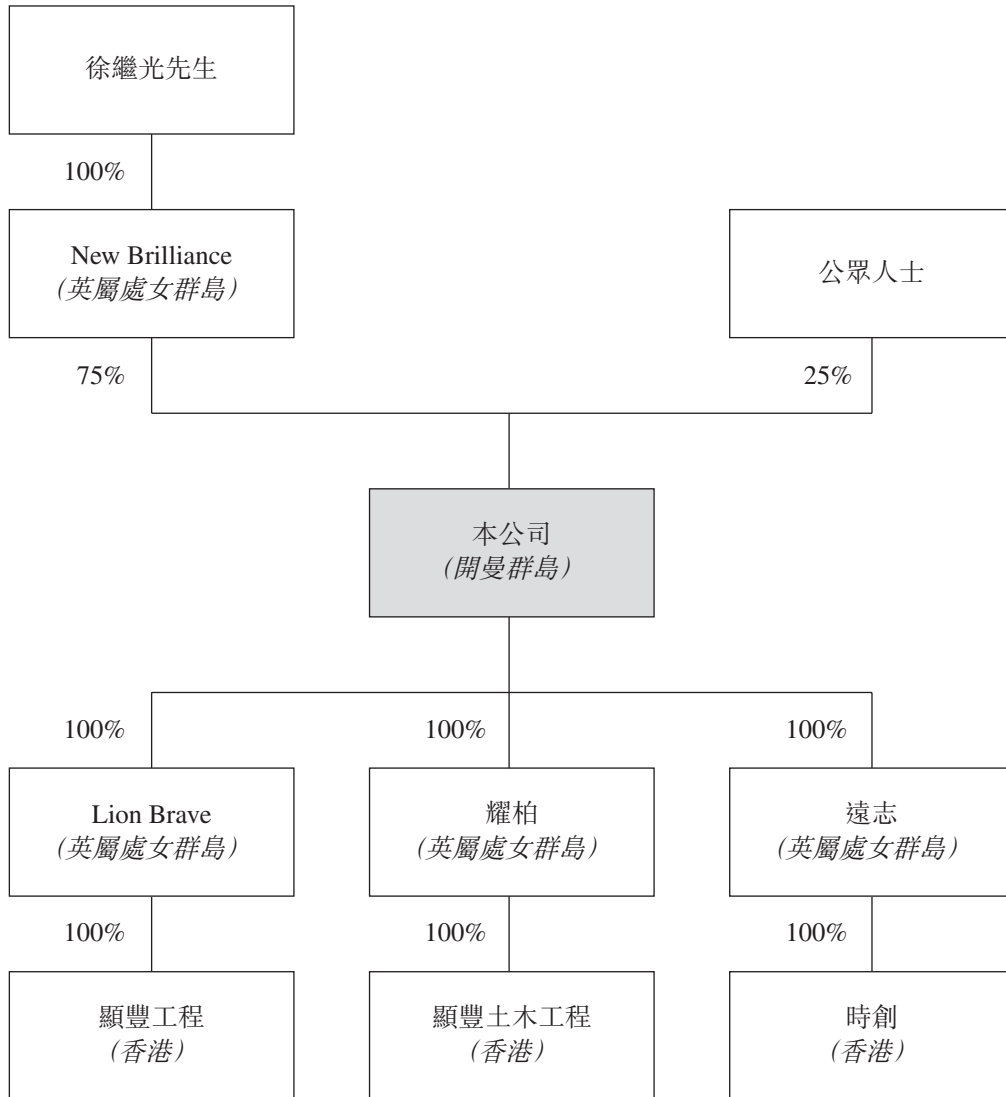 徐繼光先生
100%
New Brilliance
(英屬處女群島)
公眾人士
75%
25%
本公司
(開曼群島)
100%
100%
100%
Lion Brave
(英屬處女群島)
耀柏
(英屬處女群島)
遠志
(英屬處女群島)
100%
100%
100%
顯豐工程
(香港)
顯豐土木工程
(香港)
時創
(香港)